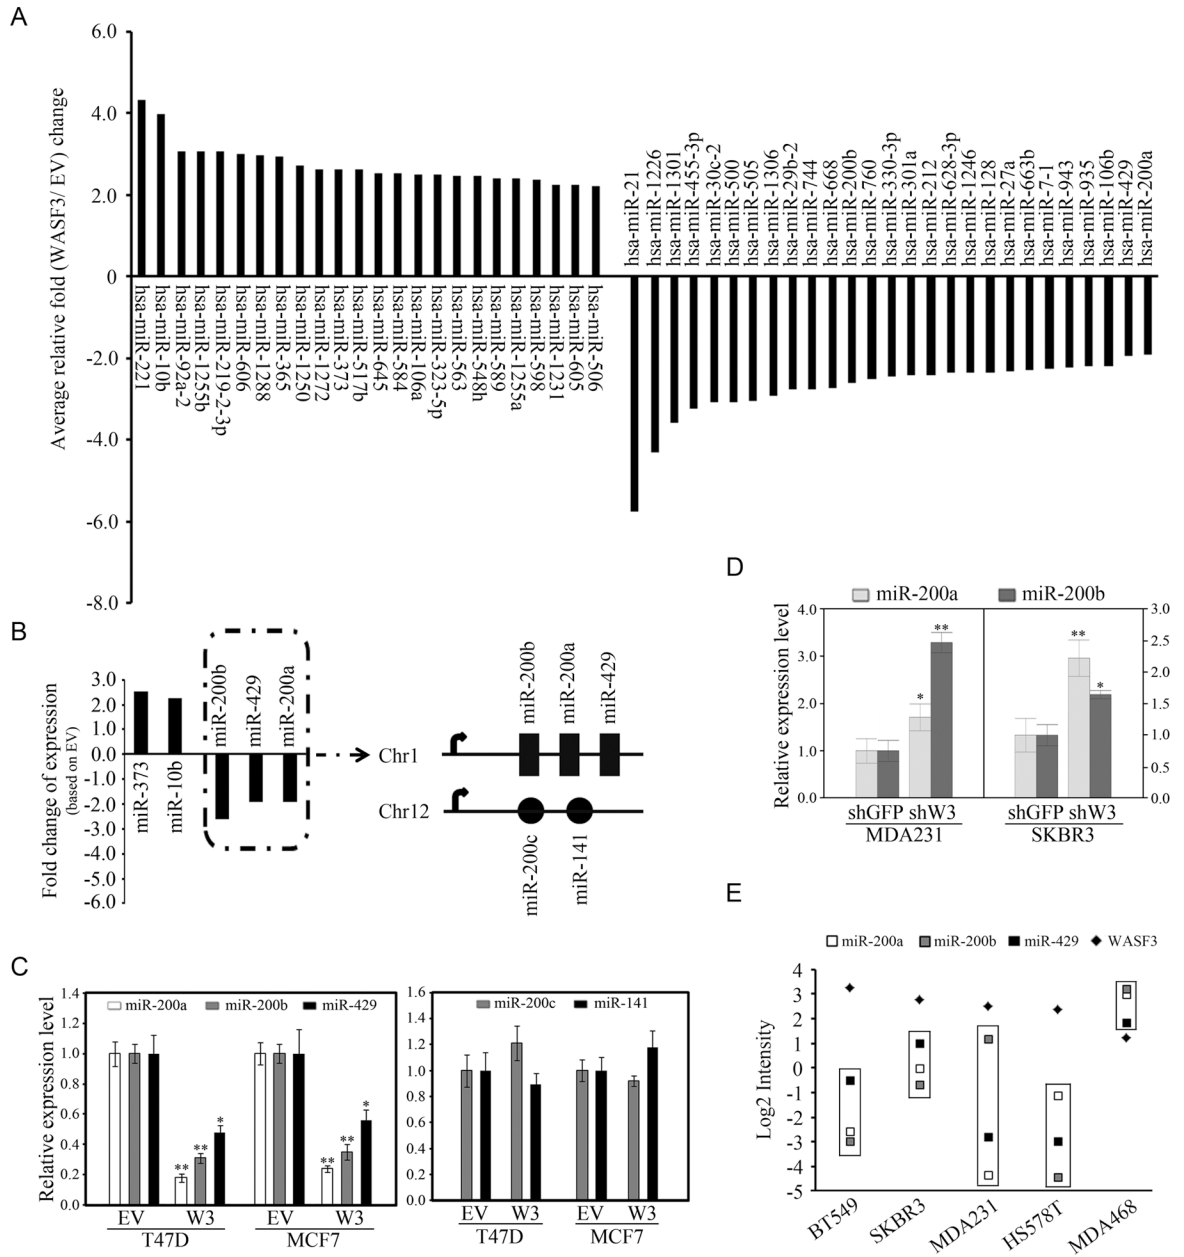 A
Average relative fold (WASF3/ EV) change
6.0
4.0
2.0
0
-2.0
-4.0
-6.0
-8.0
hsa-miR-221
hsa-miR-10b
hsa-miR-92a-2
hsa-miR-1255b
hsa-miR-219-2-3p
hsa-miR-606
hsa-miR-1288
hsa-miR-365
hsa-miR-1250
hsa-miR-1272
hsa-miR-373
hsa-miR-517b
hsa-miR-645
hsa-miR-584
hsa-miR-106a
hsa-miR-323-5p
hsa-miR-563
hsa-miR-548h
hsa-miR-589
hsa-miR-1255a
hsa-miR-598
hsa-miR-1231
hsa-miR-605
hsa-miR-506
hsa-miR-21
hsa-miR-1226
hsa-miR-1301
hsa-miR-455-3p
hsa-miR-30c-2
hsa-miR-500
hsa-miR-505
hsa-miR-1306
hsa-miR-29b-2
hsa-miR-744
hsa-miR-668
hsa-miR-200b
hsa-miR-760
hsa-miR-330-3p
hsa-miR-301a
hsa-miR-212
hsa-miR-628-3p
hsa-miR-1246
hsa-miR-128
hsa-miR-27a
hsa-miR-663b
hsa-miR-7-1
hsa-miR-943
hsa-miR-935
hsa-miR-106b
hsa-miR-429
hsa-miR-200a
B
Fold change of expression
(based on EV)
3.0
2.0
1.0
0.0
-1.0
-2.0
-3.0
-4.0
-5.0
-6.0
miR-373
miR-10b
miR-200b
miR-429
miR-200a
Chr1
miR-200b
miR-200a
miR-429
Chr12
miR-200c
miR-141
C
Relative expression level
1.4
1.2
1.0
0.8
0.6
0.4
0.2
0.0
miR-200a miR-200b miR-429
** ** *
** ** *
EV W3 EV W3
T47D MCF7
1.6
1.4
1.2
1.0
0.8
0.6
0.4
0.2
0.0
miR-200c miR-141
EV W3 EV W3
T47D MCF7
D
miR-200a miR-200b
Relative expression level
4.0
3.0
2.0
1.0
0.0
* **
** *
3.0
2.5
2.0
1.5
1.0
0.5
0.0
shGFP shW3 shGFP shW3
MDA231 SKBR3
E
miR-200a miR-200b miR-429 WASF3
Log2 Intensity
4
3
2
1
0
-1
-2
-3
-4
-5
BT549
SKBR3
MDA231
HS578T
MDA468